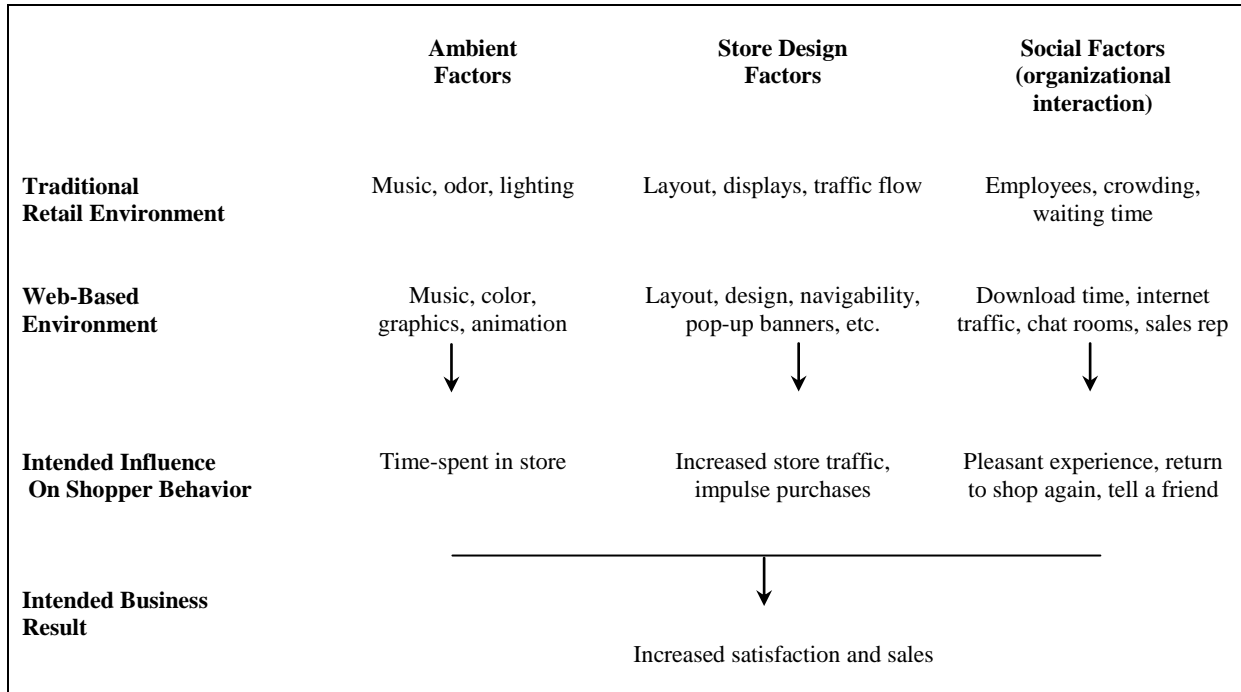 Ambient
Factors
Store Design
Factors
Social Factors
(organizational
interaction)
Traditional
Retail Environment
Music, odor, lighting
Layout, displays, traffic flow
Employees, crowding,
waiting time
Web-Based
Environment
Music, color,
graphics, animation
Layout, design, navigability,
pop-up banners, etc.
Download time, internet
traffic, chat rooms, sales rep
Intended Influence
On Shopper Behavior
Time-spent in store
Increased store traffic,
impulse purchases
Pleasant experience, return
to shop again, tell a friend
Intended Business
Result
Increased satisfaction and sales